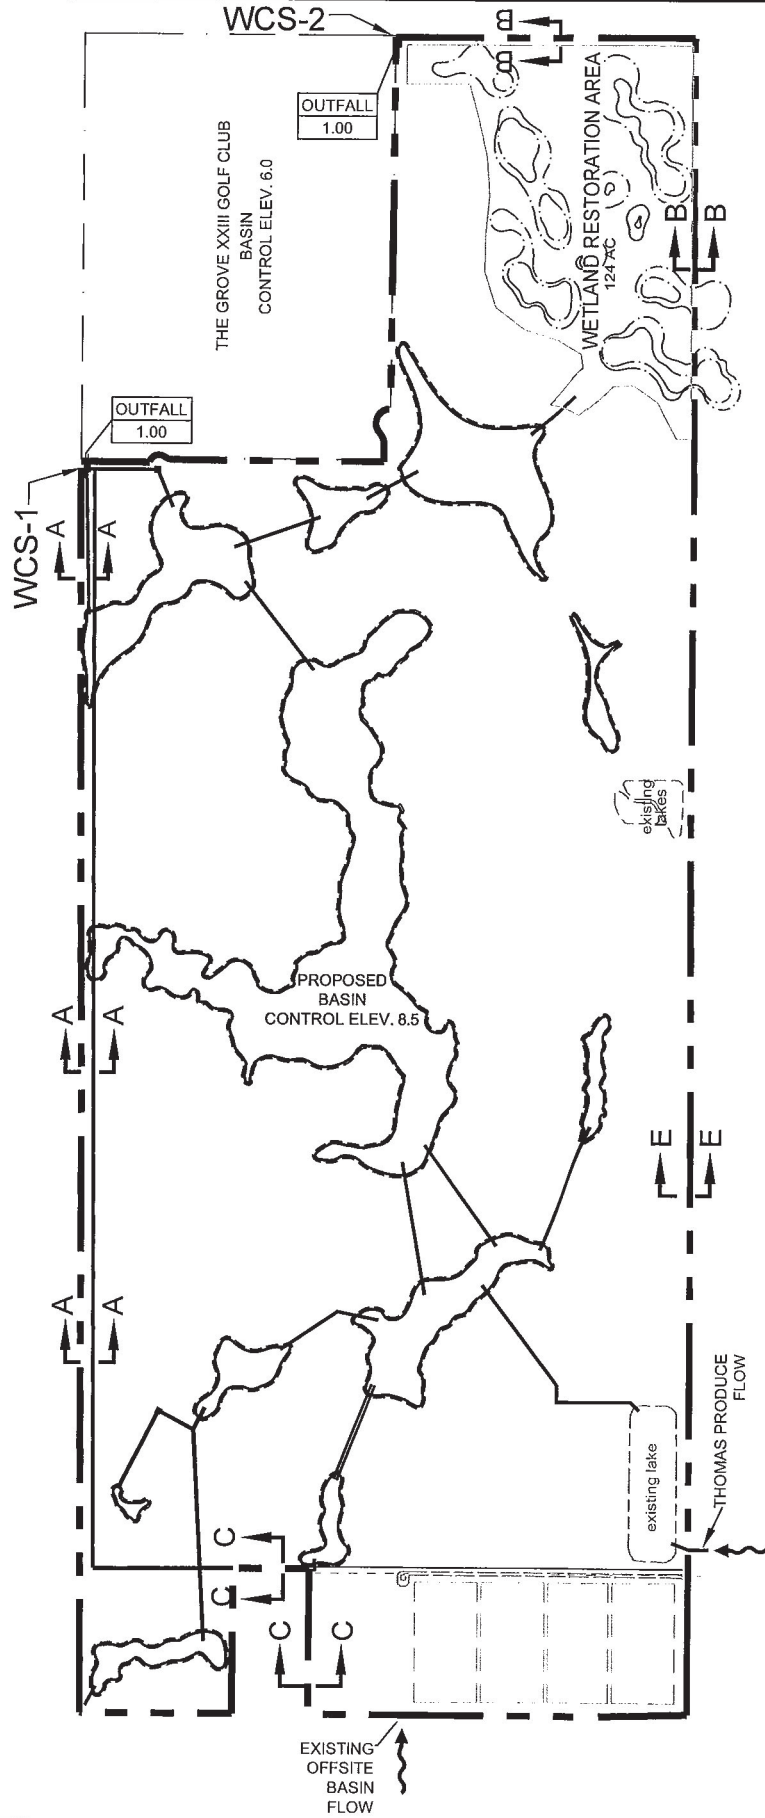 WCS-2
B
B
OUTFALL
1.00
THE GROVE XXIII GOLF CLUB
BASIN
CONTROL ELEV. 6.0
WETLAND RESTORATION AREA
124 AC
B
B
OUTFALL
1.00
WCS-1
A
A
existing
lakes
PROPOSED
BASIN
CONTROL ELEV. 8.5
A
A
E
E
A
A
THOMAS PRODUCE
FLOW
existing lake
C
C
C
C
EXISTING
OFFSITE
BASIN
FLOW